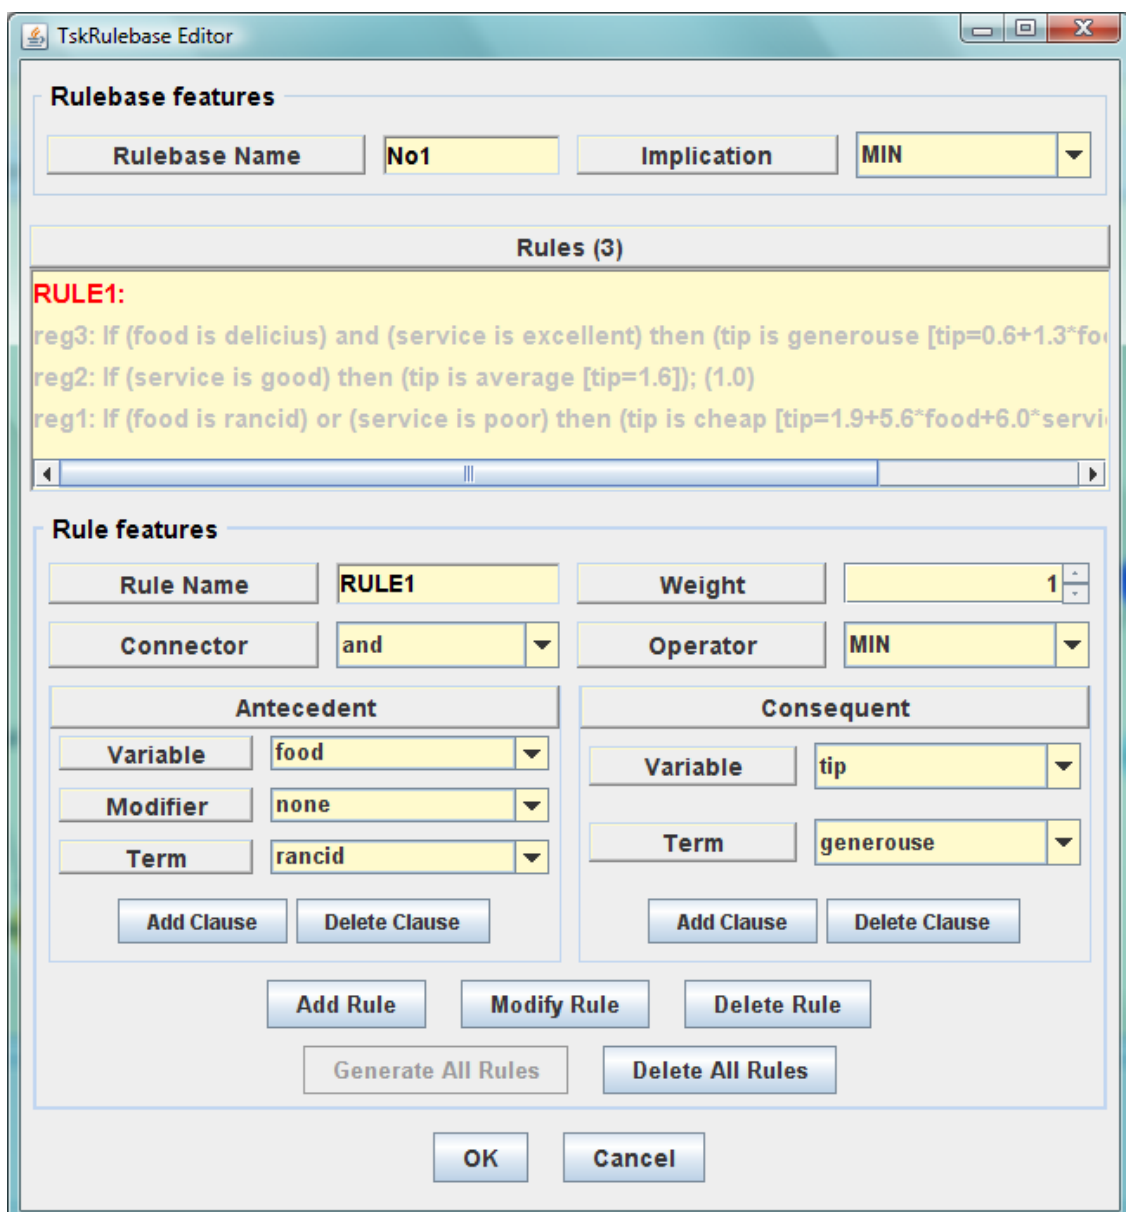 TskRulebase Editor
Rulebase features
Rulebase Name No1 Implication MIN
Rules (3)
RULE1:
reg3: If (food is delicius) and (service is excellent) then (tip is generouse [tip=0.6+1.3*foo
reg2: If (service is good) then (tip is average [tip=1.6]); (1.0)
reg1: If (food is rancid) or (service is poor) then (tip is cheap [tip=1.9+5.6*food+6.0*servi
Rule features
Rule Name RULE1 Weight 1
Connector and Operator MIN
Antecedent Consequent
Variable food Variable tip
Modifier none
Term rancid Term generouse
Add Clause Delete Clause Add Clause Delete Clause
Add Rule Modify Rule Delete Rule
Generate All Rules Delete All Rules
OK Cancel